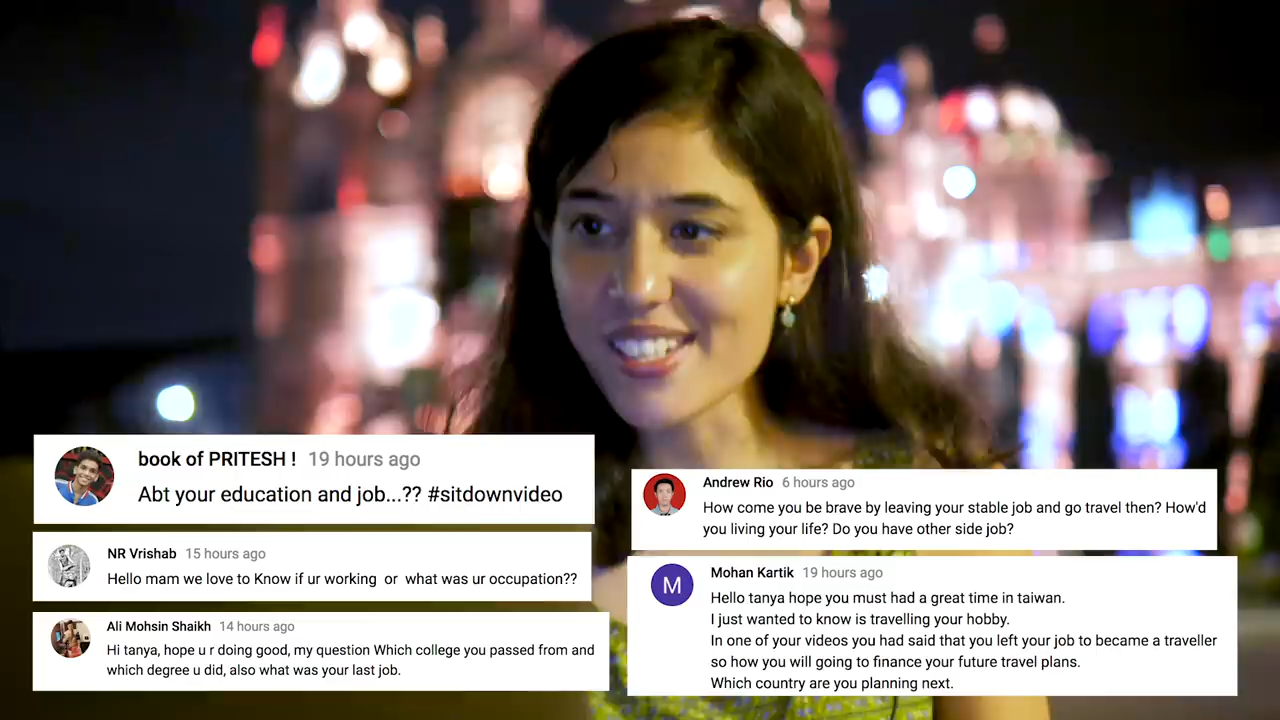 book of PRITESH ! 19 hours ago
Abt your education and job...?? #sitdownvideo
NR Vrishab 15 hours ago
Hello mam we love to Know if ur working or what was ur occupation??
Ali Mohsin Shaikh 14 hours ago
Hi tanya, hope u r doing good, my question Which college you passed from and
which degree u did, also what was your last job.
Andrew Rio 6 hours ago
How come you be brave by leaving your stable job and go travel then? How'd
you living your life? Do you have other side job?
M
Mohan Kartik 19 hours ago
Hello tanya hope you must had a great time in taiwan.
I just wanted to know is travelling your hobby.
In one of your videos you had said that you left your job to became a traveller
so how you will going to finance your future travel plans.
Which country are you planning next.